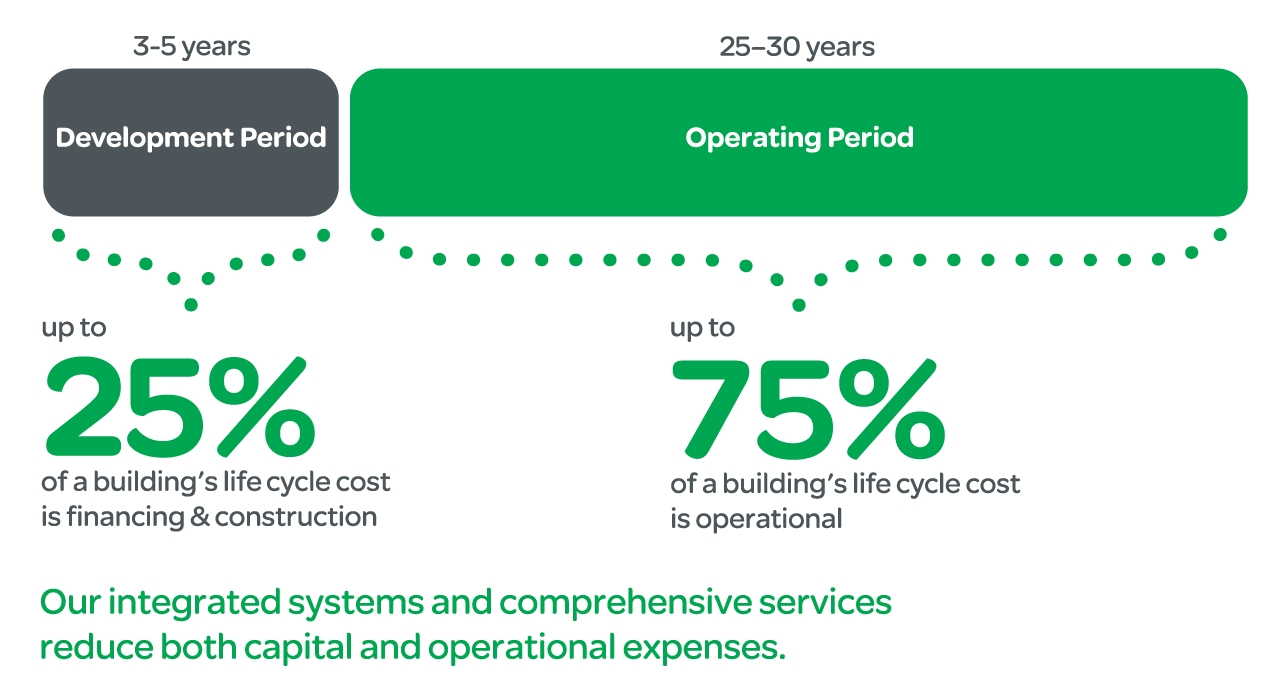 3-5 years
25–30 years
Development Period
Operating Period
up to
25%
of a building’s life cycle cost
is financing & construction
up to
75%
of a building’s life cycle cost
is operational
Our integrated systems and comprehensive services
reduce both capital and operational expenses.